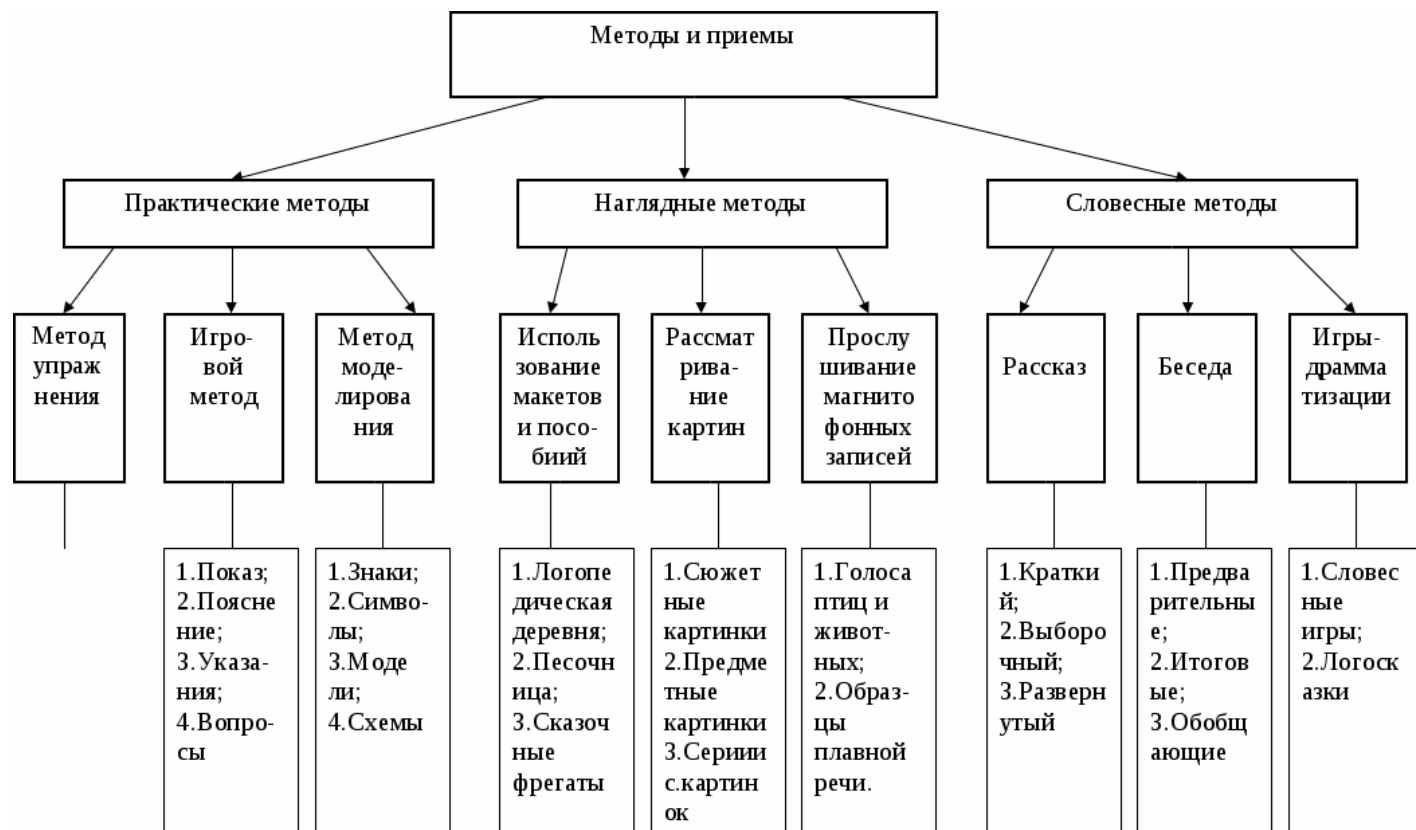 Методы и приемы
Практические методы
Наглядные методы
Словесные методы
Метод
упраж
нения
Игро-
вой
метод
Метод
моде-
лирова
ния
Исполь
зование
макетов
и посо-
биий
Рассмат
рива-
ние
картин
Прослу
шивание
магнито
фонных
записей
Рассказ
Беседа
Игры-
драмма
тизации
1.Показ;
2.Поясне
ние;
3.Указа-
ния;
4.Вопро-
сы
1.Знаки;
2.Симво-
лы;
3.Моде
ли;
4.Схемы
1.Логопе
дическая
деревня;
2.Песочн
ица;
3.Сказоч
ные
фрегаты
1.Сюжет
ные
картинки
2.Предме
тные
картинки
3.Сериии
с.картин
ок
1.Голоса
птиц и
живот-
ных;
2.Образ-
цы
плавной
речи.
1.Кратки
й;
2.Выборо
чный;
3.Разверн
утый
1.Предва
рительны
е;
2.Итогов
ые;
3.Обобщ
ающие
1.Словес
ные
игры;
2.Логоск
азки